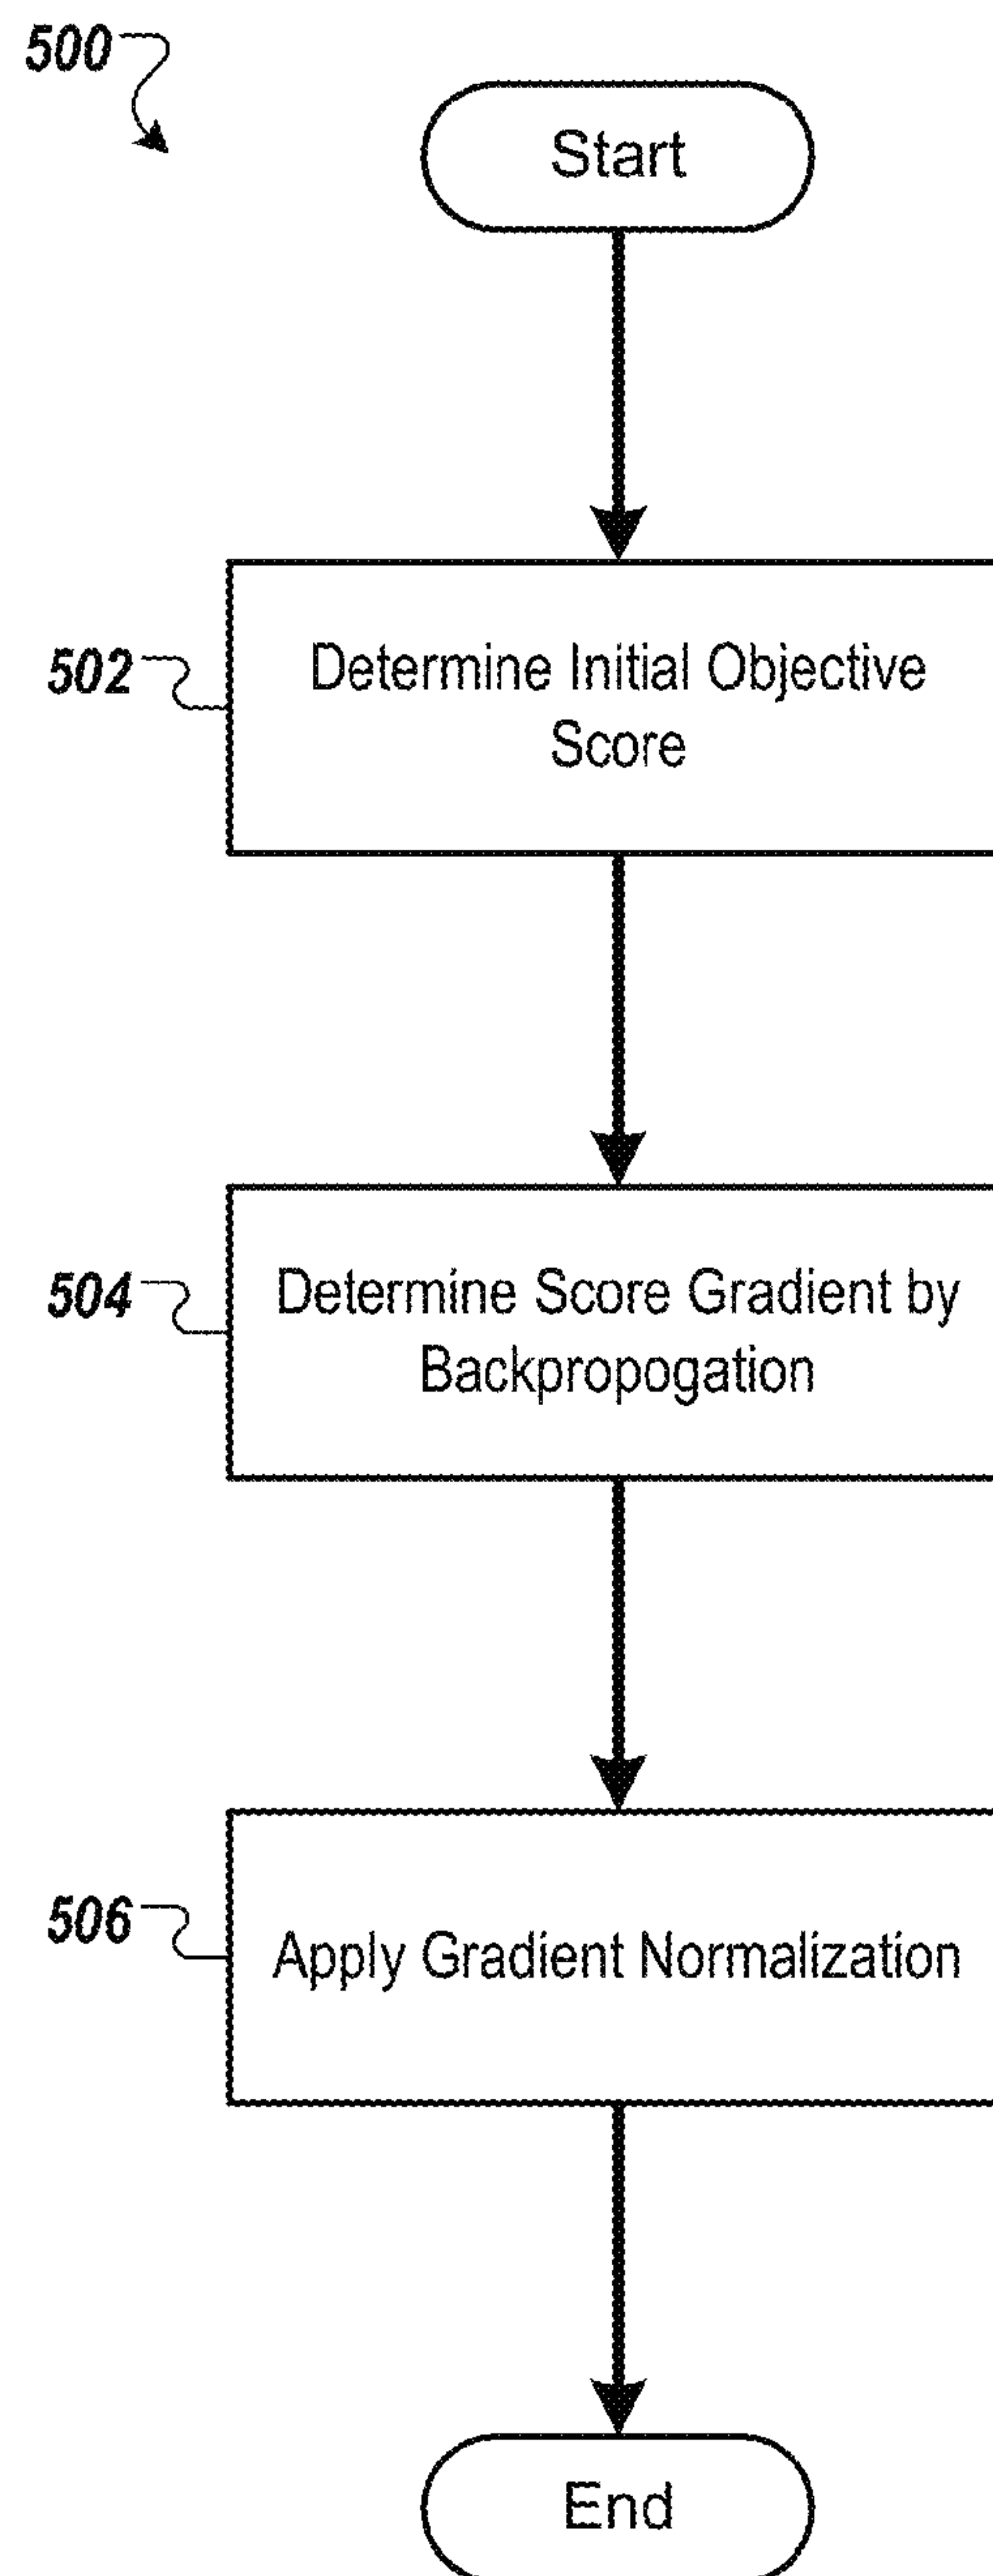 500
Start
502
Determine Initial Objective
Score
504
Determine Score Gradient by
Backpropogation
506
Apply Gradient Normalization
End